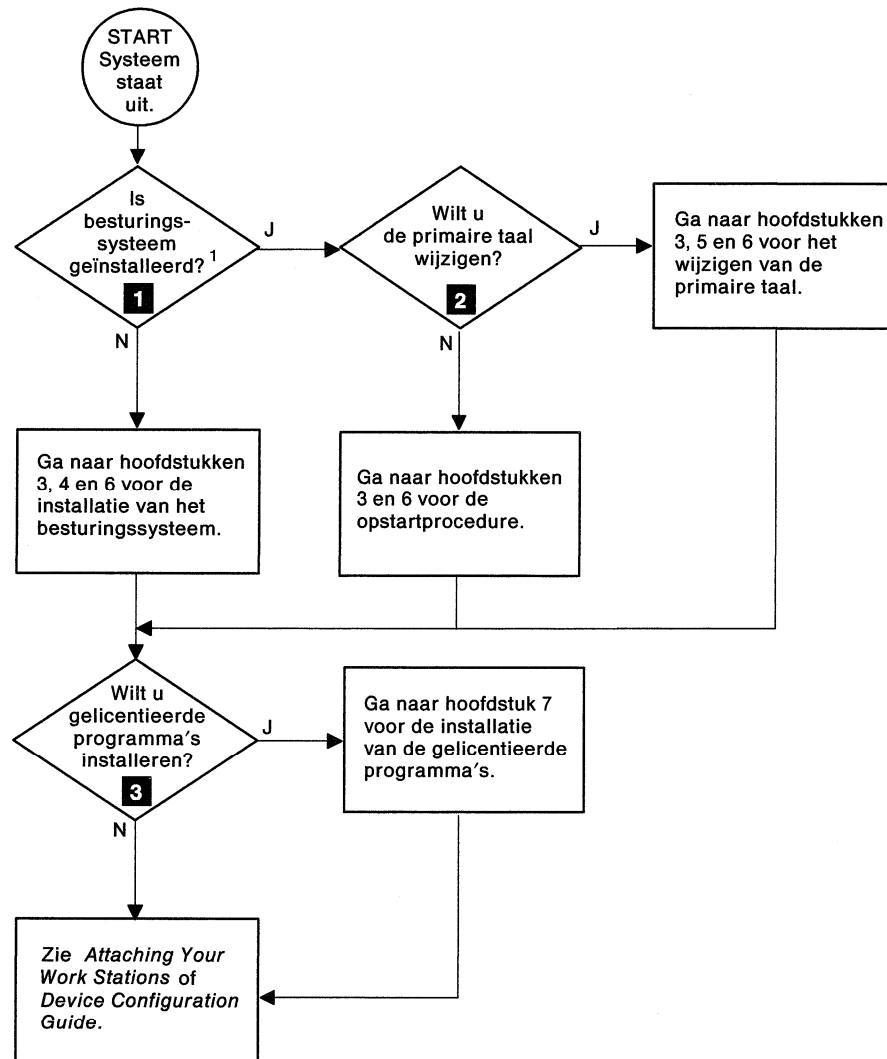 START
Systeem
staat
uit.
Is
besturings-
systeem
geïnstalleerd? 1
1
J
N
Wilt u
de primaire taal
wijzigen?
2
J
N
Ga naar hoofdstukken
3, 5 en 6 voor het
wijzigen van de
primaire taal.
Ga naar hoofdstukken
3, 4 en 6 voor de
installatie van het
besturingssysteem.
Ga naar hoofdstukken
3 en 6 voor de
opstartprocedure.
Wilt u
gelicentieerde
programma's
installeren?
3
J
N
Ga naar hoofdstuk 7
voor de installatie
van de gelicentieerde
programma's.
Zie Attaching Your
Work Stations of
Device Configuration
Guide.